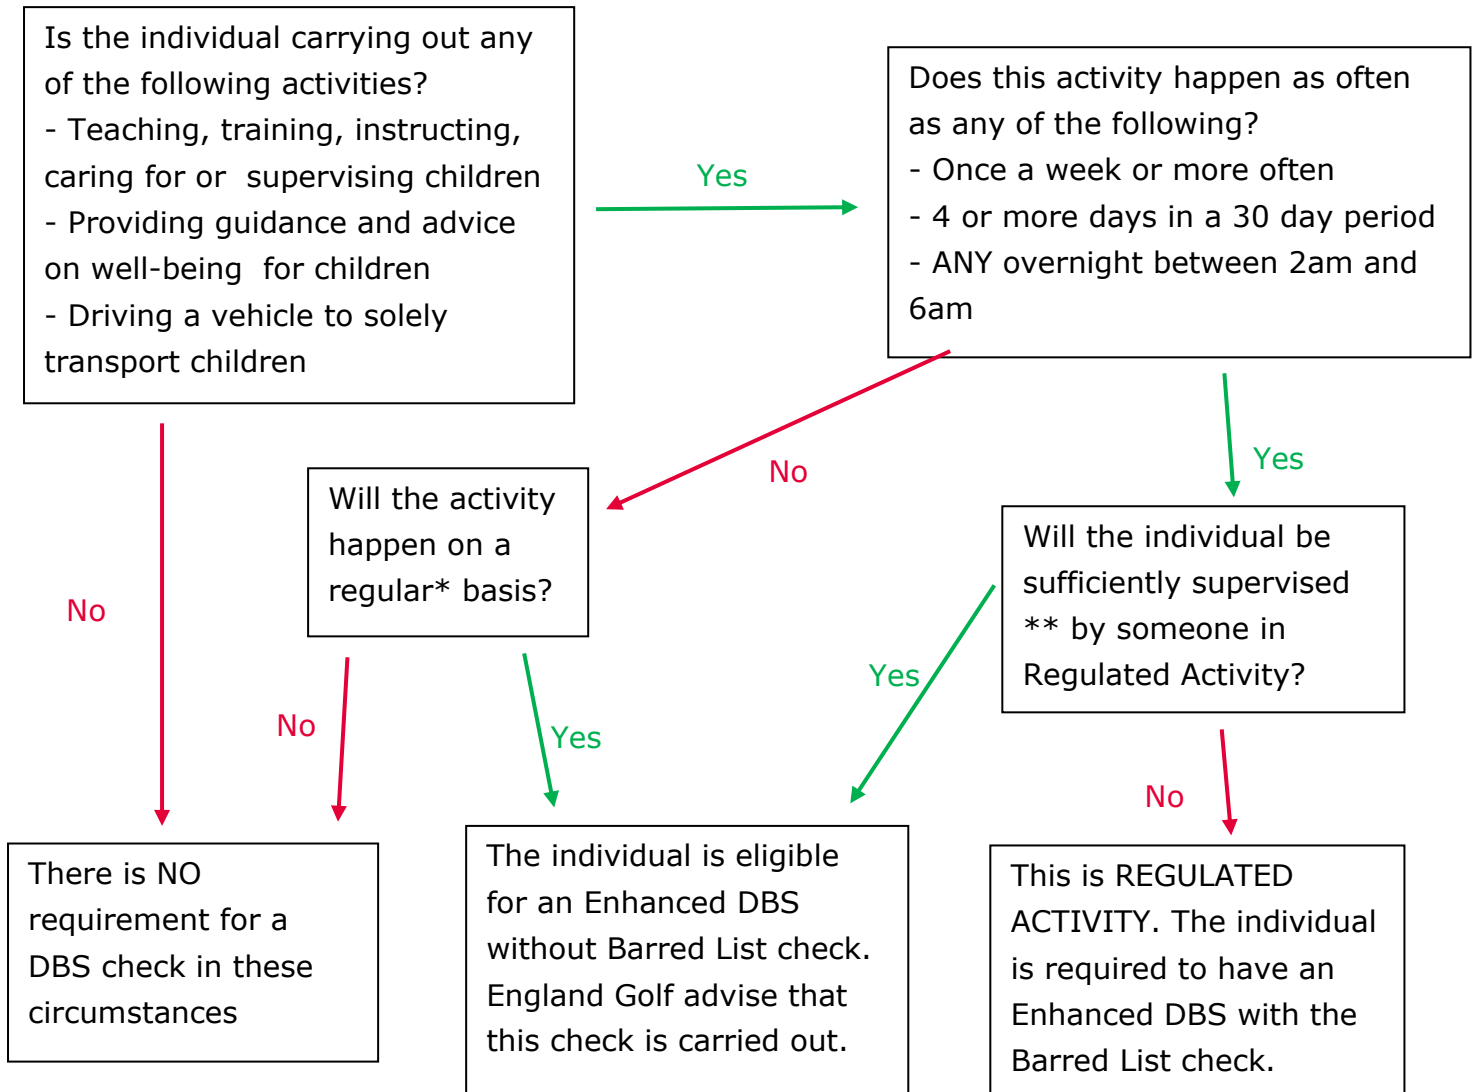 Is the individual carrying out any
of the following activities?
- Teaching, training, instructing,
caring for or supervising children
- Providing guidance and advice
on well-being for children
- Driving a vehicle to solely
transport children
Yes
Does this activity happen as often
as any of the following?
- Once a week or more often
- 4 or more days in a 30 day period
- ANY overnight between 2am and
6am
No
No
Yes
Will the activity
happen on a
regular* basis?
Will the individual be
sufficiently supervised
** by someone in
Regulated Activity?
No
Yes
Yes
No
There is NO
requirement for a
DBS check in these
circumstances
The individual is eligible
for an Enhanced DBS
without Barred List check.
England Golf advise that
this check is carried out.
This is REGULATED
ACTIVITY. The individual
is required to have an
Enhanced DBS with the
Barred List check.